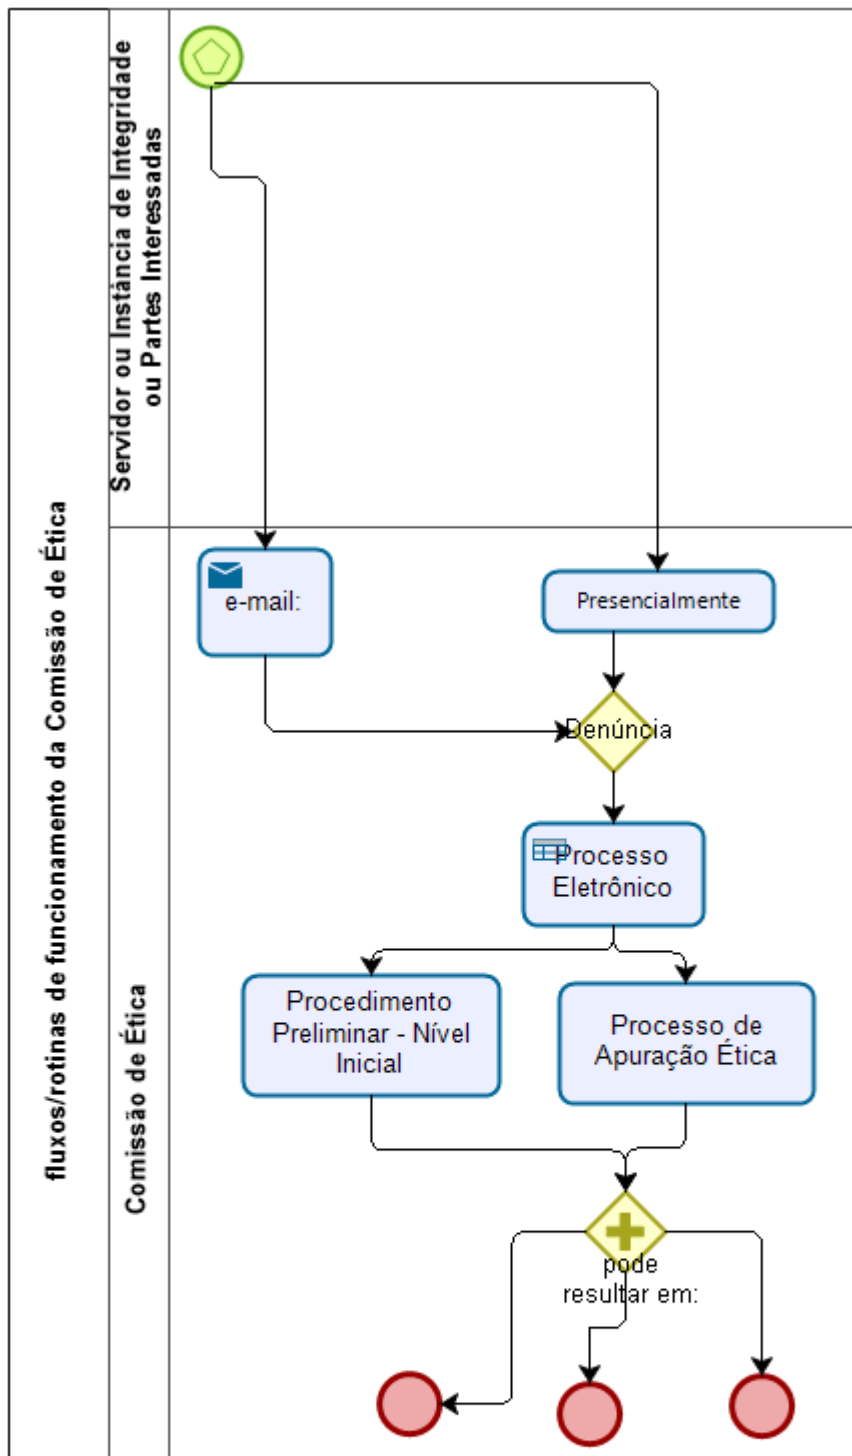 fluxos/rotinas de funcionamento da Comissão de Ética
Servidor ou Instância de Integridade
ou Partes Interessadas
Comissão de Ética
e-mail:
Presencialmente
Denúncia
Processo
Eletrônico
Procedimento
Preliminar - Nível
Inicial
Processo de
Apuração Ética
pode
resultar em: